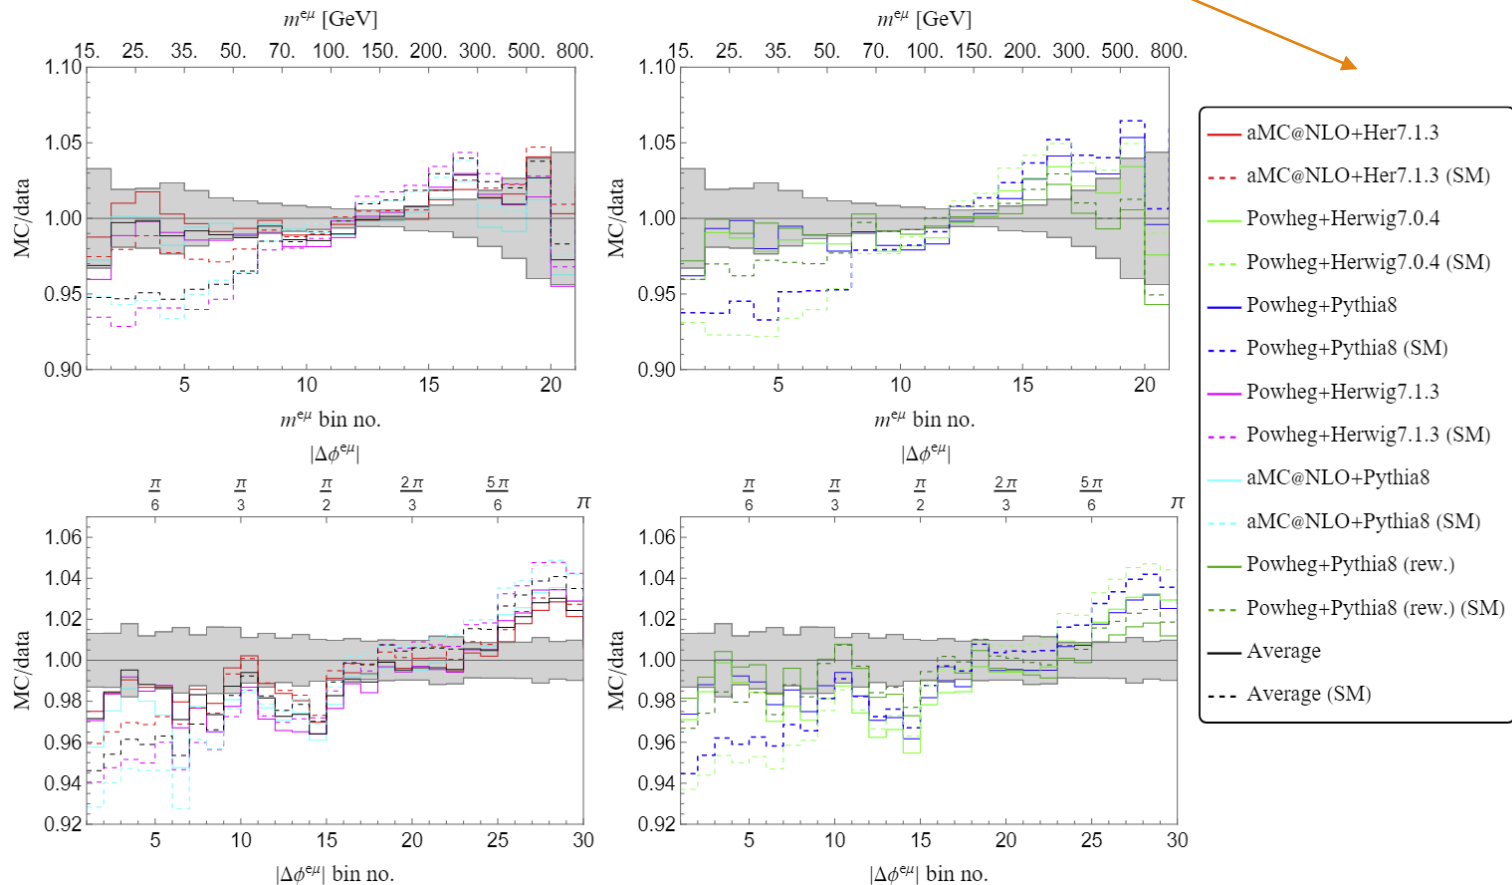 m^eμ [GeV]
15. 25. 35. 50. 70. 100. 150. 200. 300. 500. 800.
1.10
1.05
1.00
0.95
0.90
MC/data
5 10 15 20
m^eμ bin no.
m^eμ [GeV]
15. 25. 35. 50. 70. 100. 150. 200. 300. 500. 800.
1.10
1.05
1.00
0.95
0.90
MC/data
5 10 15 20
m^eμ bin no.
|Δϕ^eμ|
π/6 π/3 π/2 2π/3 5π/6 π
1.06
1.04
1.02
1.00
0.98
0.96
0.94
0.92
MC/data
5 10 15 20 25 30
|Δϕ^eμ| bin no.
|Δϕ^eμ|
π/6 π/3 π/2 2π/3 5π/6 π
1.06
1.04
1.02
1.00
0.98
0.96
0.94
0.92
MC/data
5 10 15 20 25 30
|Δϕ^eμ| bin no.
aMC@NLO+Her7.1.3
aMC@NLO+Her7.1.3 (SM)
Powheg+Herwig7.0.4
Powheg+Herwig7.0.4 (SM)
Powheg+Pythia8
Powheg+Pythia8 (SM)
Powheg+Herwig7.1.3
Powheg+Herwig7.1.3 (SM)
aMC@NLO+Pythia8
aMC@NLO+Pythia8 (SM)
Powheg+Pythia8 (rew.)
Powheg+Pythia8 (rew.) (SM)
Average
Average (SM)